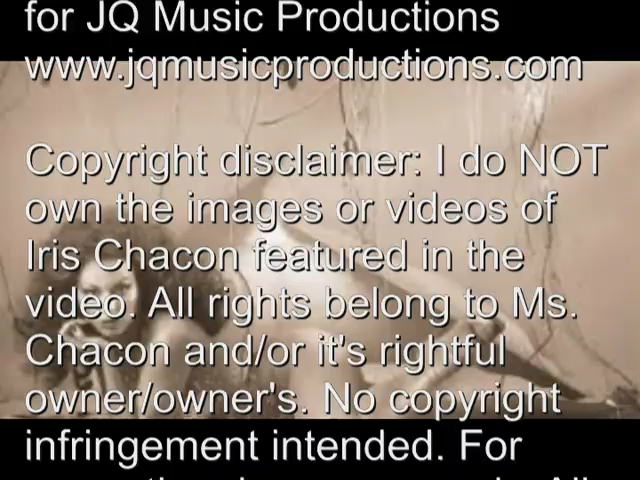 for JQ Music Productions
www.jqmusicproductions.com
Copyright disclaimer: I do NOT
own the images or videos of
Iris Chacon featured in the
video. All rights belong to Ms.
Chacon and/or it's rightful
owner/owner's. No copyright
infringement intended. For